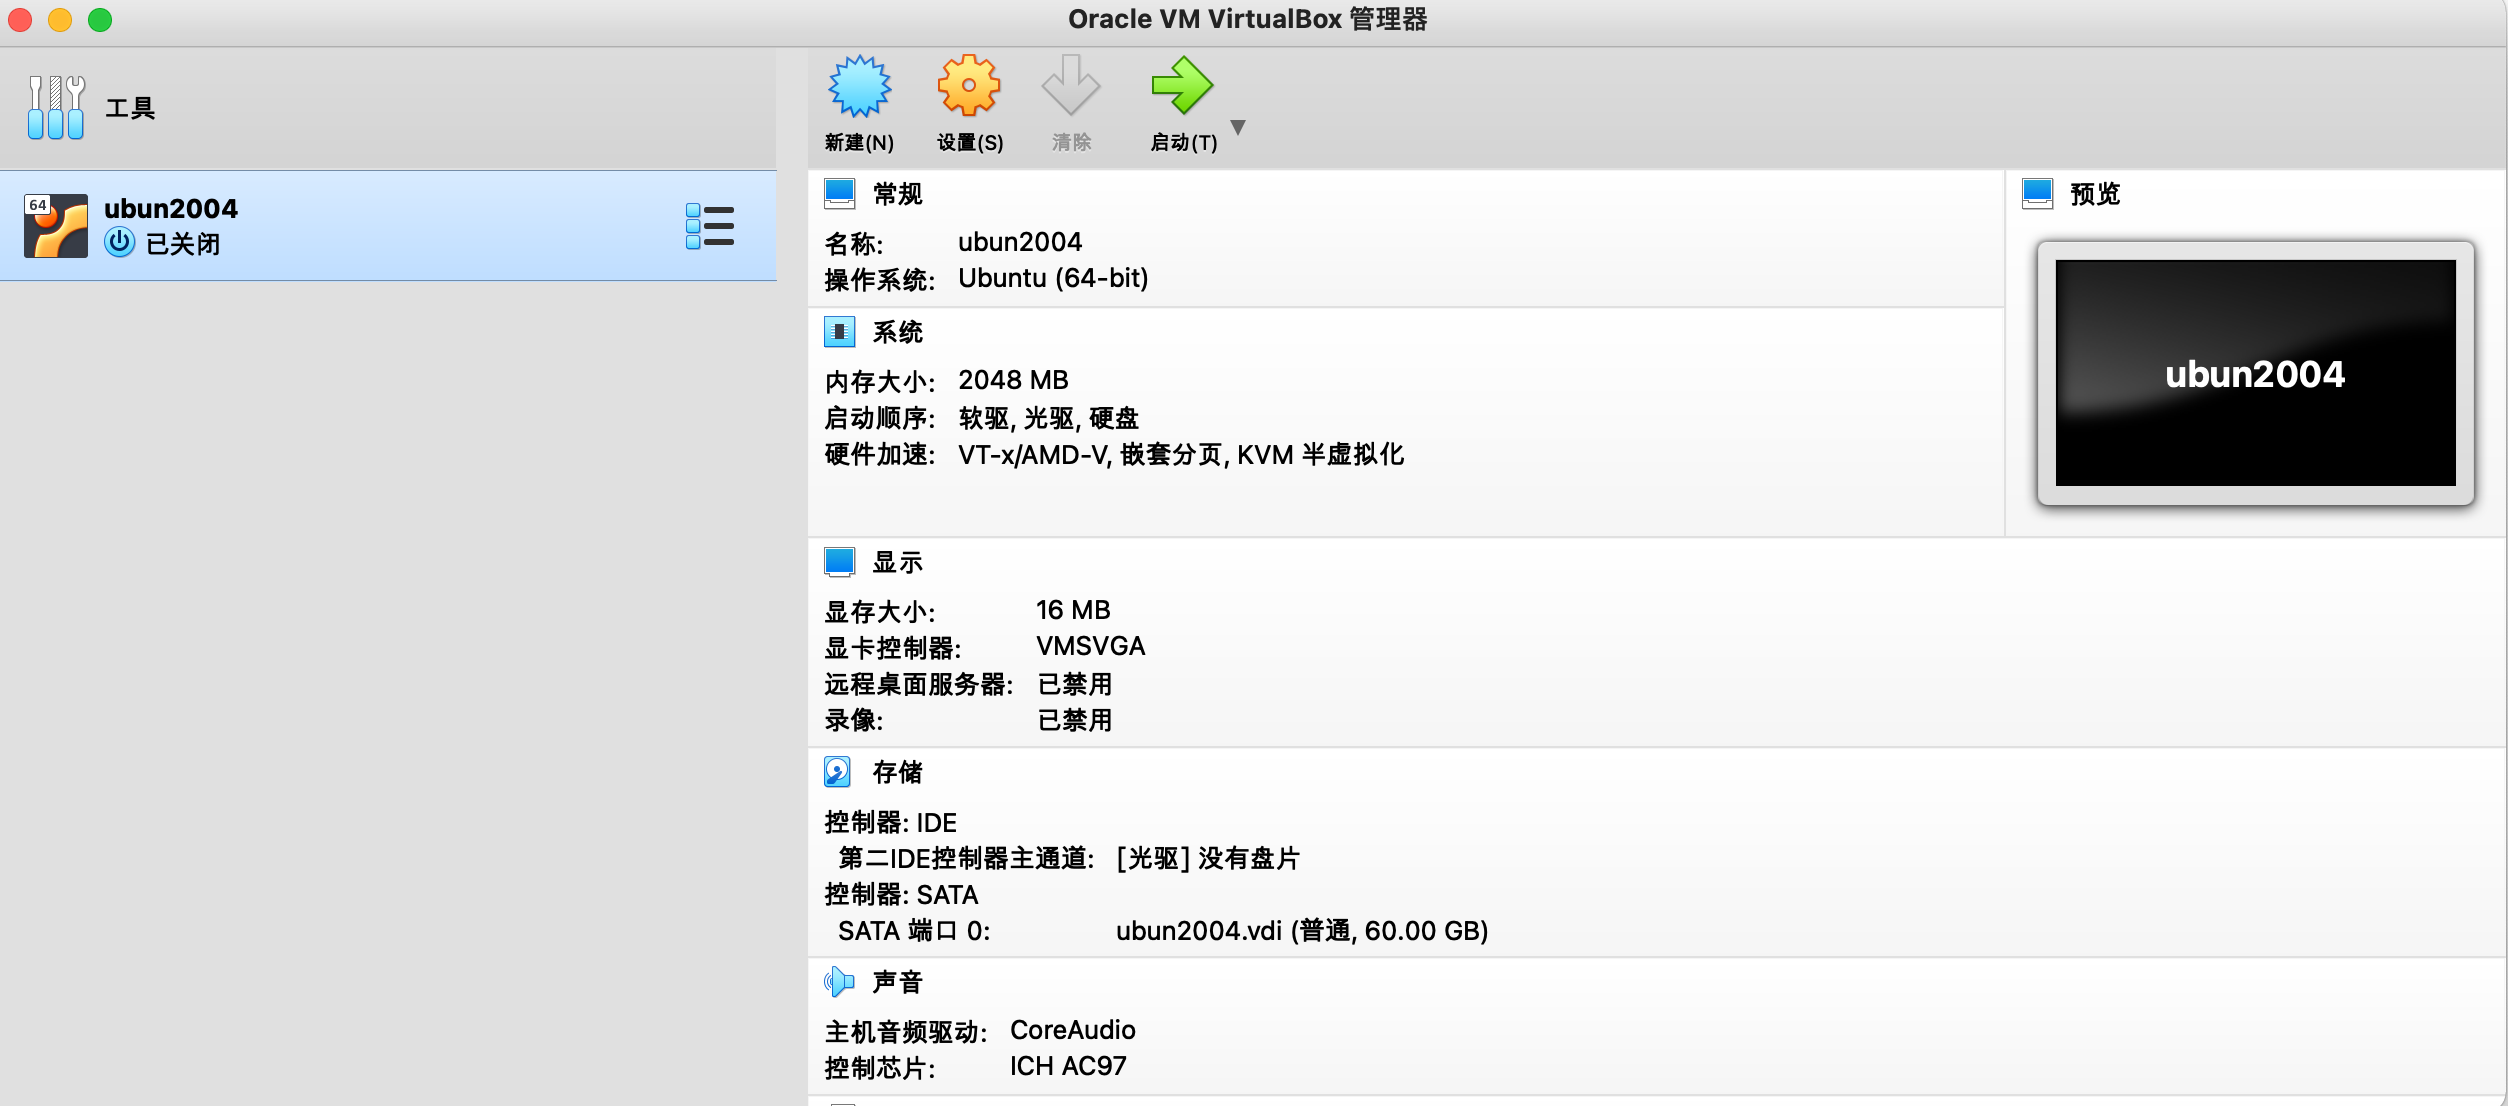 Oracle VM VirtualBox 管理器
工具
新建(N)
设置(S)
清除
启动(T)
64
ubun2004
已关闭
常规
名称: ubun2004
操作系统: Ubuntu (64-bit)
预览
ubun2004
系统
内存大小: 2048 MB
启动顺序: 软驱, 光驱, 硬盘
硬件加速: VT-x/AMD-V, 嵌套分页, KVM 半虚拟化
显示
显存大小: 16 MB
显卡控制器: VMSVGA
远程桌面服务器: 已禁用
录像: 已禁用
存储
控制器: IDE
第二IDE控制器主通道: [光驱] 没有盘片
控制器: SATA
SATA 端口 0: ubun2004.vdi (普通, 60.00 GB)
声音
主机音频驱动: CoreAudio
控制芯片: ICH AC97